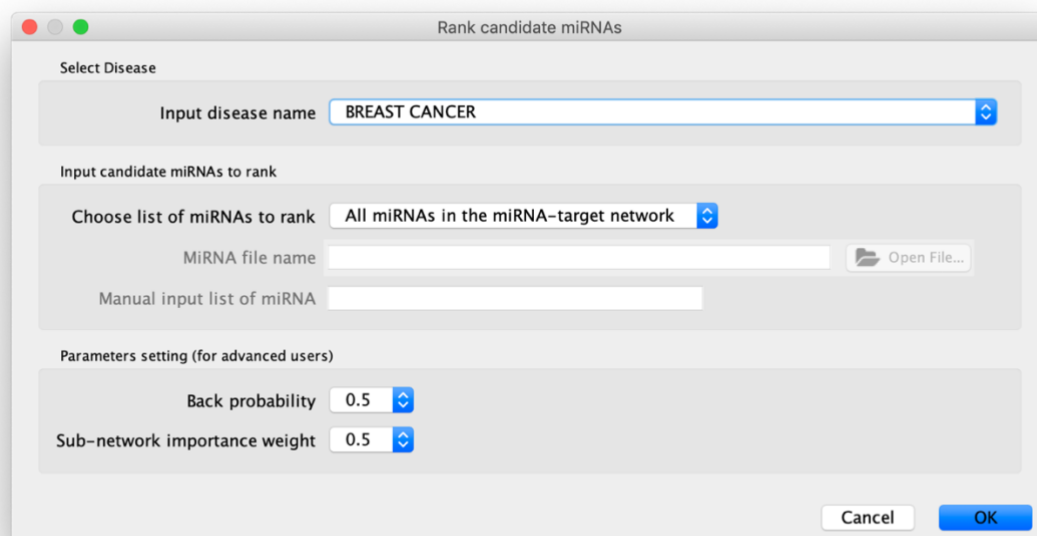 Rank candidate miRNAs
Select Disease
Input disease name BREAST CANCER
Input candidate miRNAs to rank
Choose list of miRNAs to rank All miRNAs in the miRNA-target network
MiRNA file name Open File...
Manual input list of miRNA
Parameters setting (for advanced users)
Back probability 0.5
Sub-network importance weight 0.5
Cancel OK